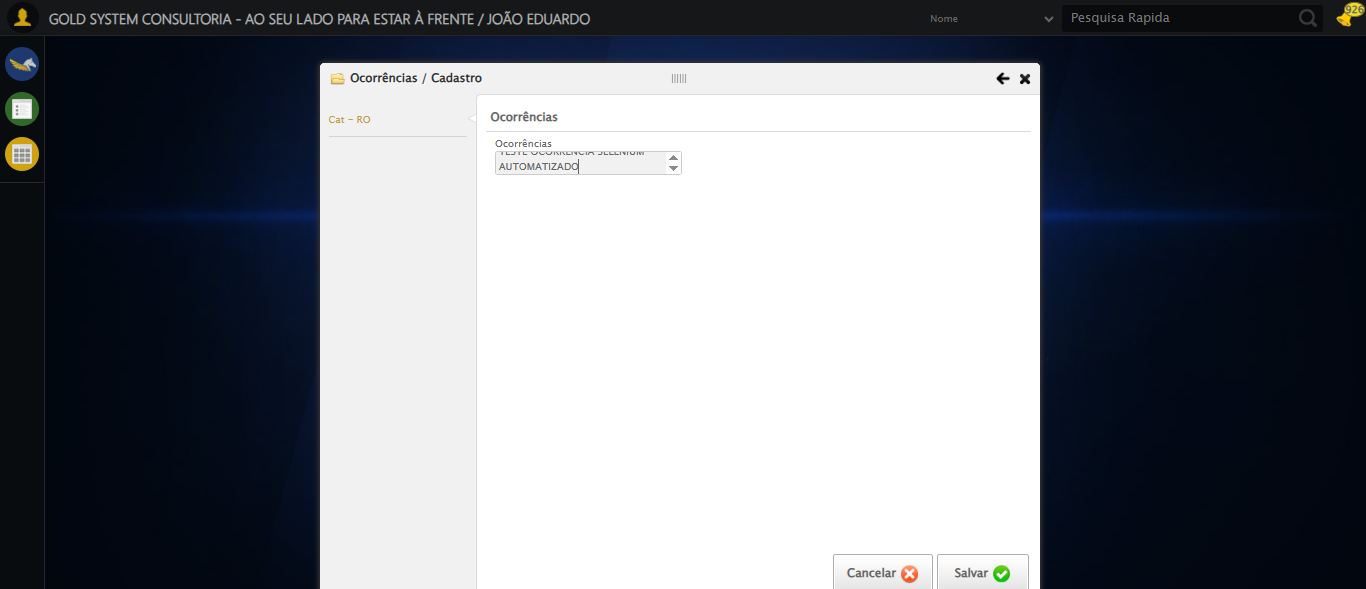 GOLD SYSTEM CONSULTORIA - AO SEU LADO PARA ESTAR À FRENTE / JOÃO EDUARDO
Nome
Pesquisa Rapida
926
Ocorrências / Cadastro
Cat - RO
Ocorrências
Ocorrências
TESTE OCORRENCIA SELENIUM
AUTOMATIZADO
Cancelar
Salvar